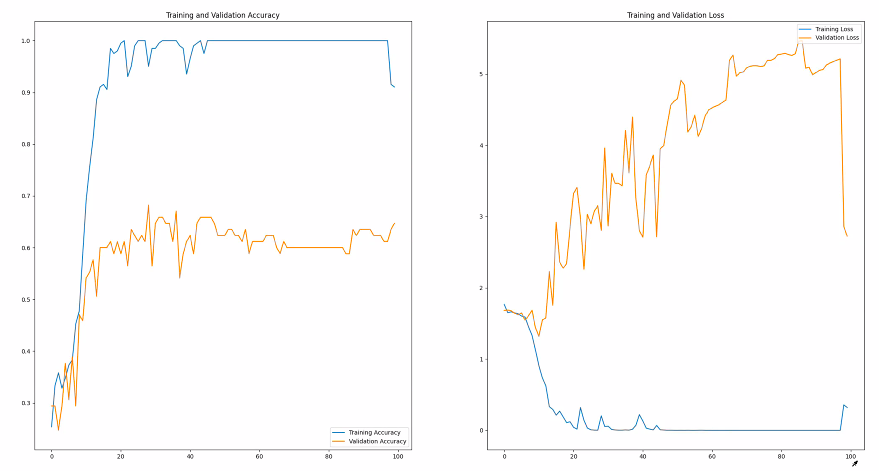 Training and Validation Accuracy
1.0
0.9
0.8
0.7
0.6
0.5
0.4
0.3
0 20 40 60 80 100
Training Accuracy
Validation Accuracy
Training and Validation Loss
5
4
3
2
1
0
0 20 40 60 80 100
Training Loss
Validation Loss